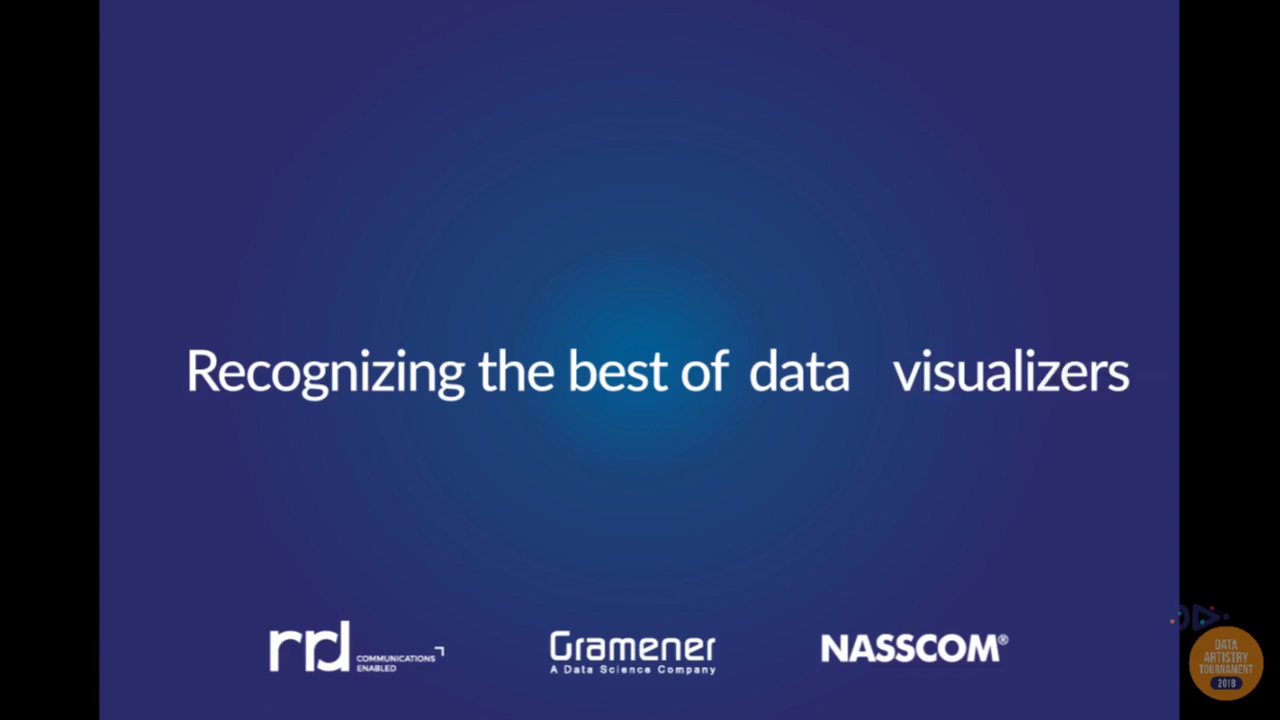 Recognizing the best of data visualizers
rrd COMMUNICATIONS
ENABLED
Gramener
A Data Science Company
NASSCOM®
DATA
ARTISTRY
TOURNAMENT
2018